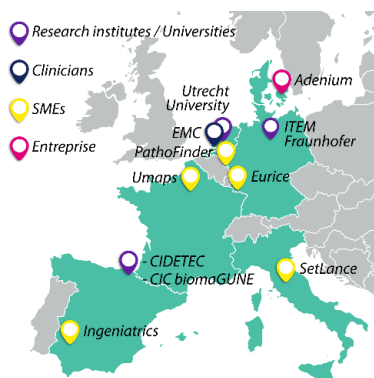 Research institutes / Universities
Clinicians
SMEs
Entreprise
Utrecht
University
Adenium
EMC
ITEM
Fraunhofer
PathoFinder
Umaps
Eurice
- CIDETEC
- CIC biomaGUNE
SetLance
Ingeniatrics